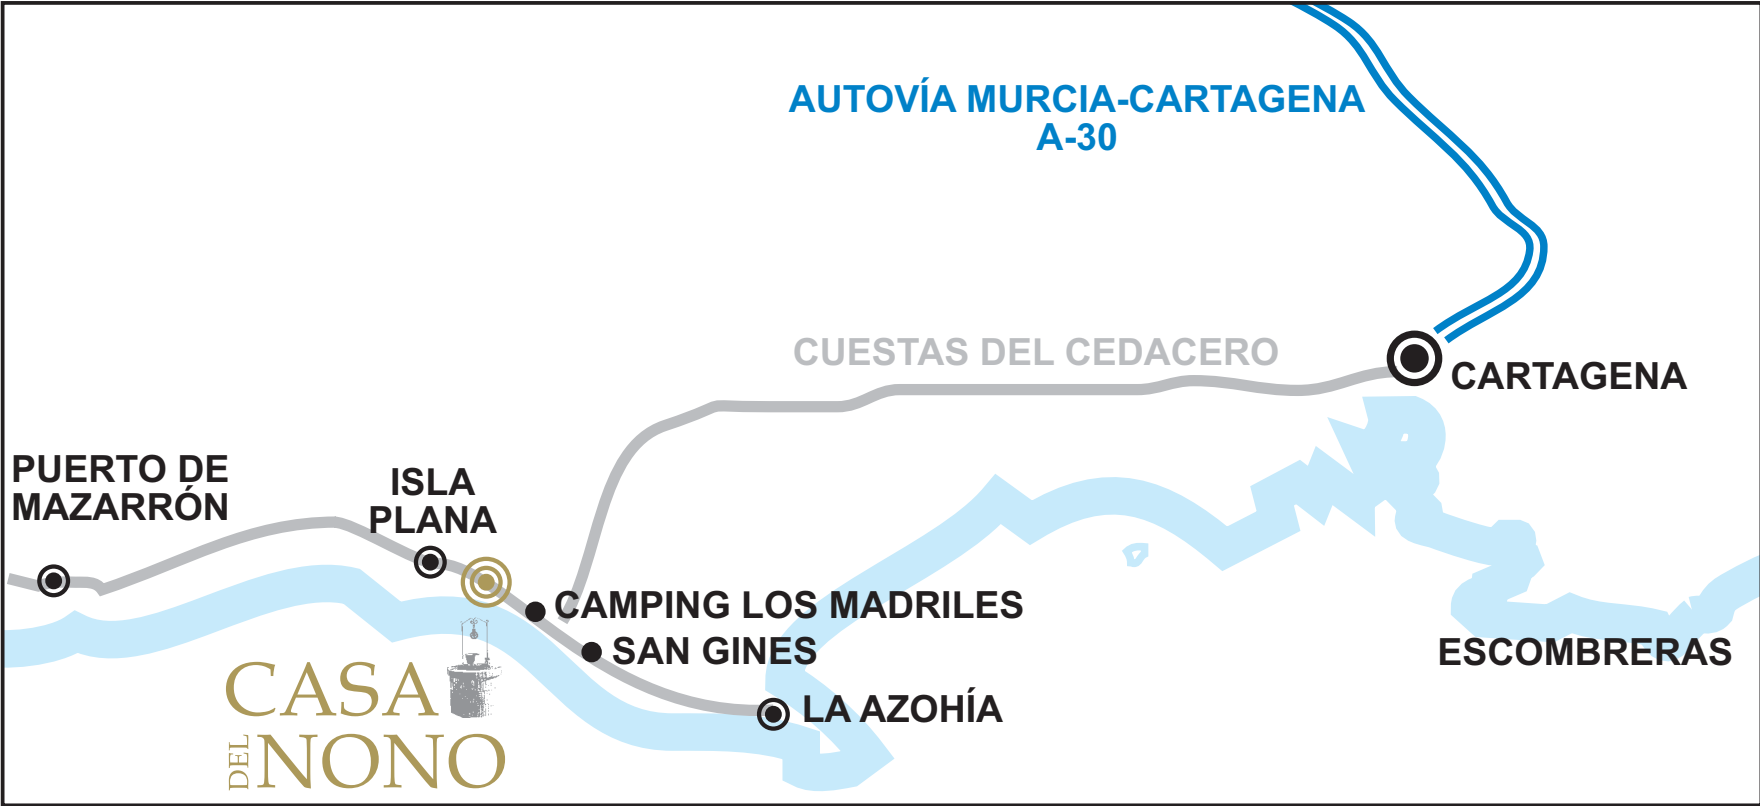 AUTOVÍA MURCIA-CARTAGENA
A-30
CUESTAS DEL CEDACERO
CARTAGENA
PUERTO DE
MAZARRÓN
ISLA
PLANA
CAMPING LOS MADRILES
SAN GINES
ESCOMBRERAS
LA AZOHÍA
CASA
DEL NONO